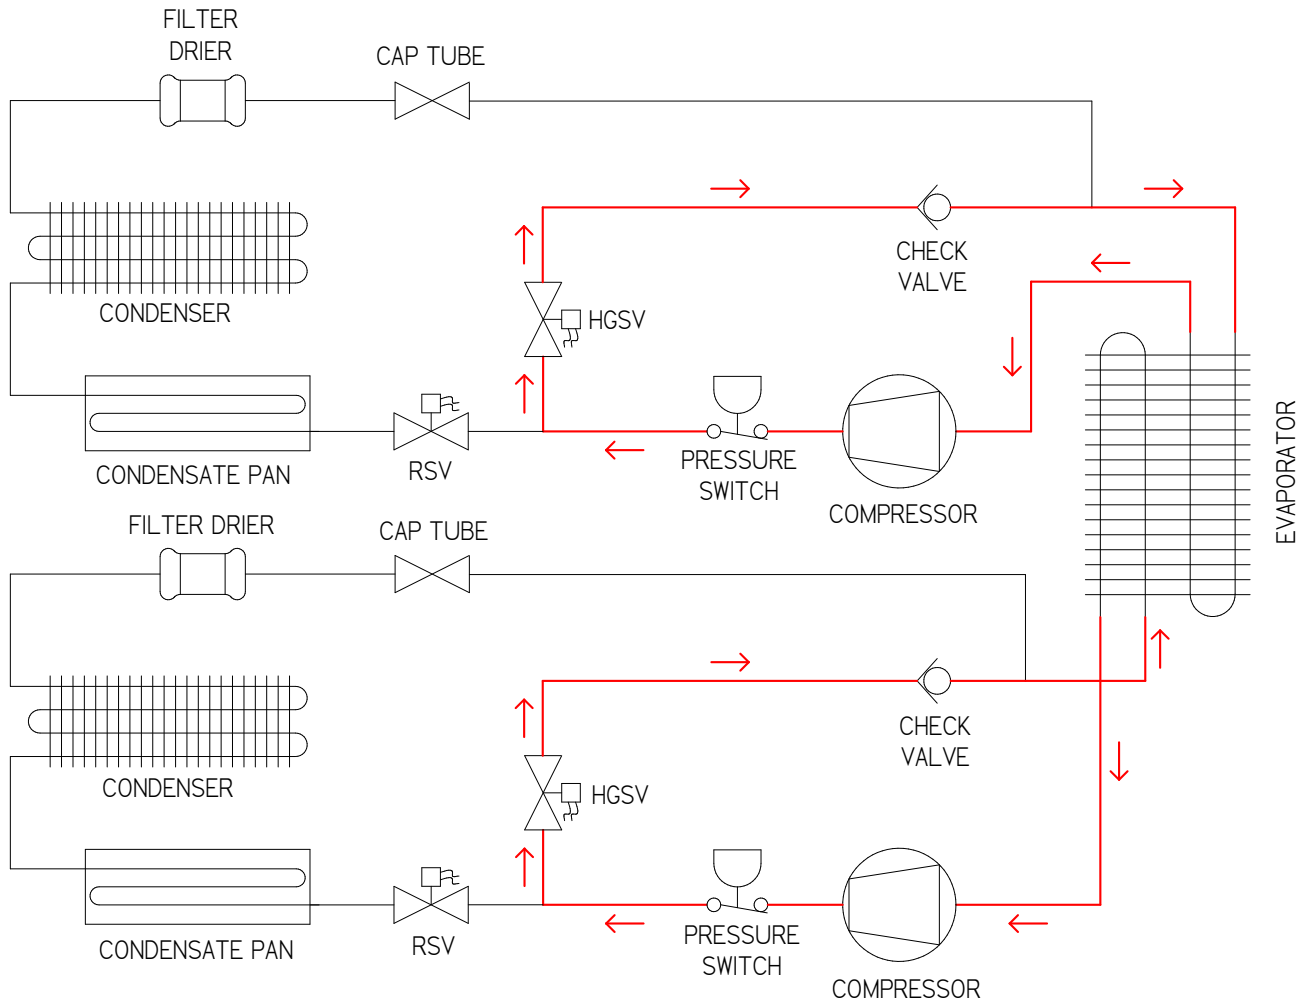 FILTER
DRIER
CAP TUBE
CHECK
VALVE
CONDENSER
HGSV
EVAPORATOR
PRESSURE
SWITCH
CONDENSATE PAN
RSV
COMPRESSOR
FILTER DRIER
CAP TUBE
CHECK
VALVE
CONDENSER
HGSV
PRESSURE
SWITCH
CONDENSATE PAN
RSV
COMPRESSOR